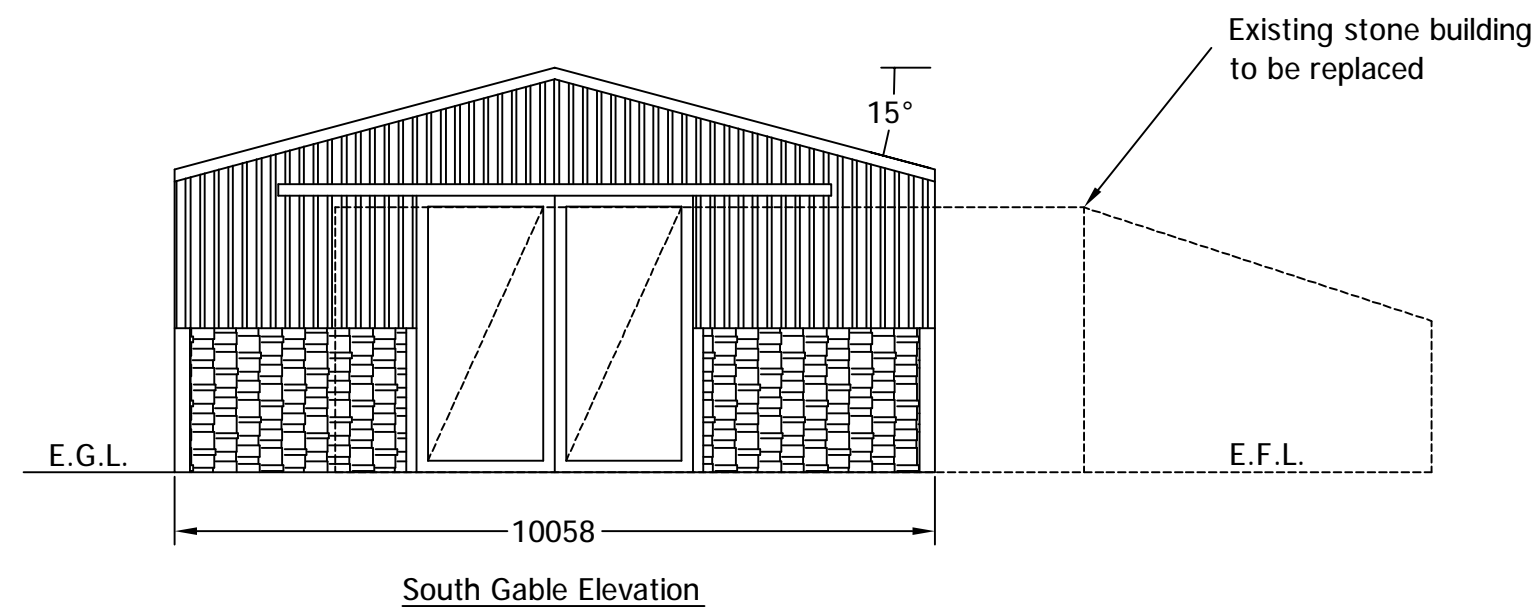 Existing stone building
to be replaced
15°
E.G.L.
E.F.L.
10058
South Gable Elevation